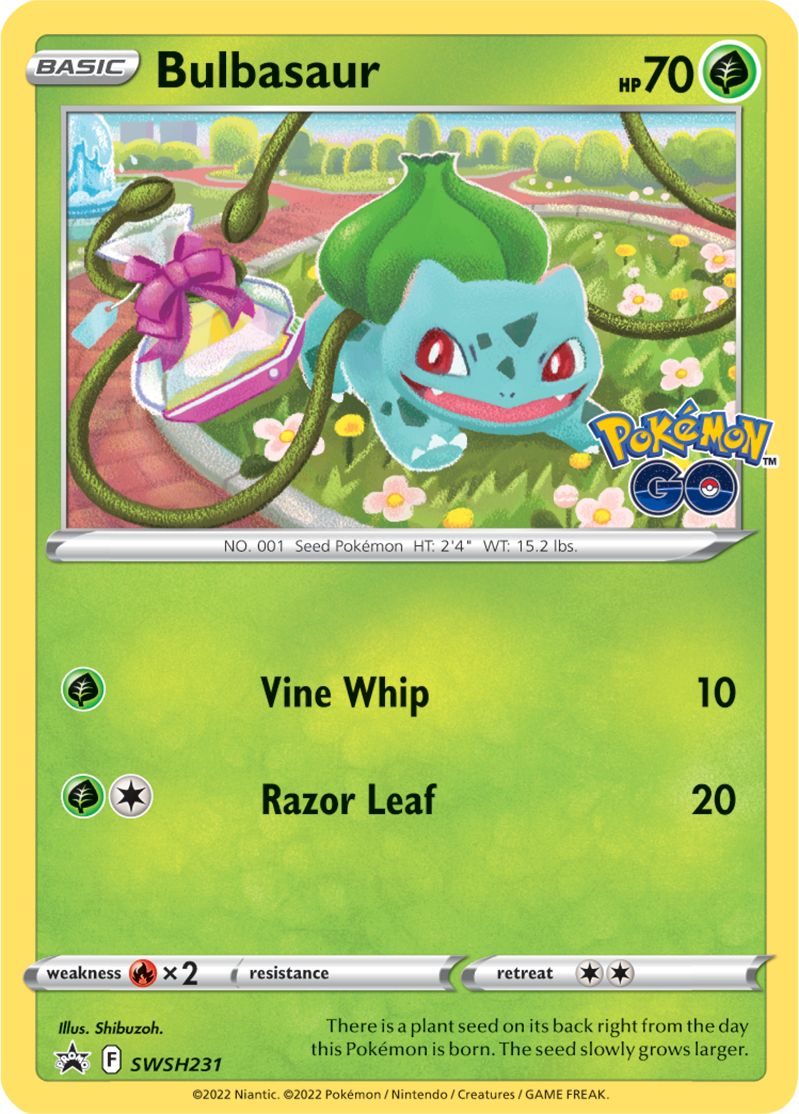 BASIC Bulbasaur HP70
POKéMON™
GO
NO. 001 Seed Pokémon HT: 2'4" WT: 15.2 lbs.
Vine Whip 10
Razor Leaf 20
weakness ×2 resistance retreat
Illus. Shibuzoh.
There is a plant seed on its back right from the day
this Pokémon is born. The seed slowly grows larger.
PROMO F SWSH231
©2022 Niantic. ©2022 Pokémon / Nintendo / Creatures / GAME FREAK.